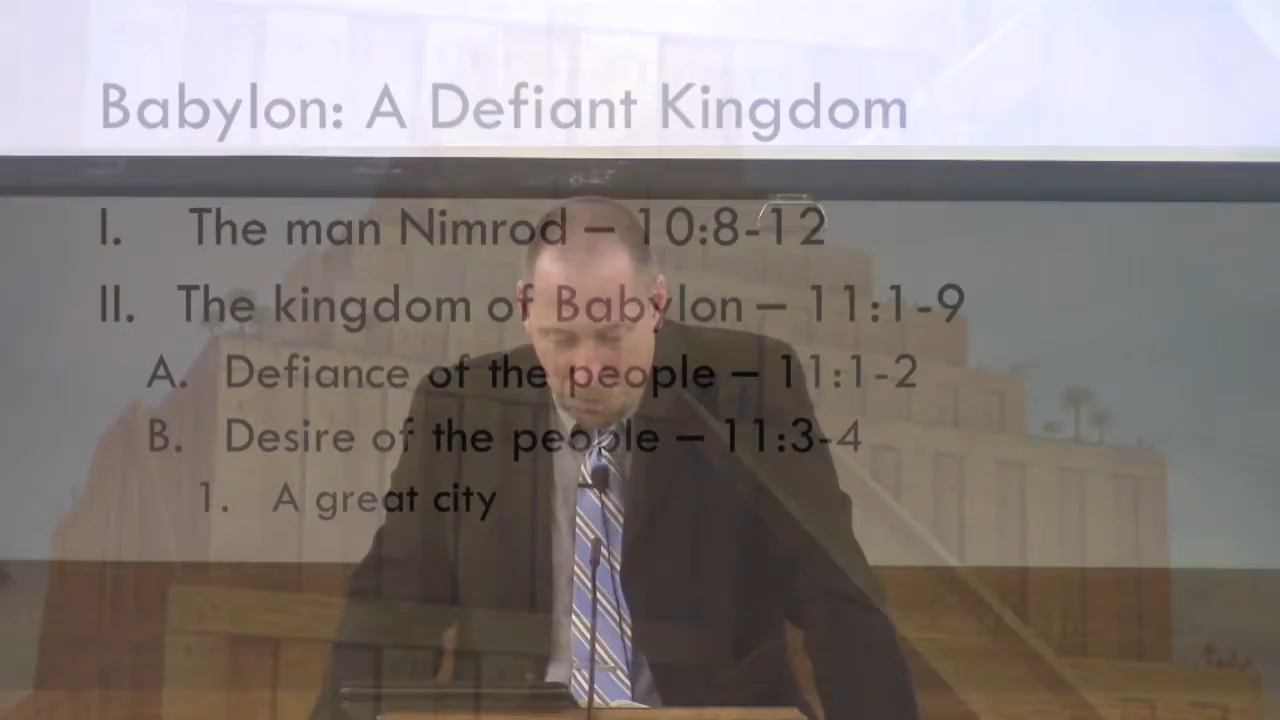 Babylon: A Defiant Kingdom
I. The man Nimrod – 10:8-12
II. The kingdom of Babylon – 11:1-9
A. Defiance of the people – 11:1-2
B. Desire of the people – 11:3-4
1. A great city